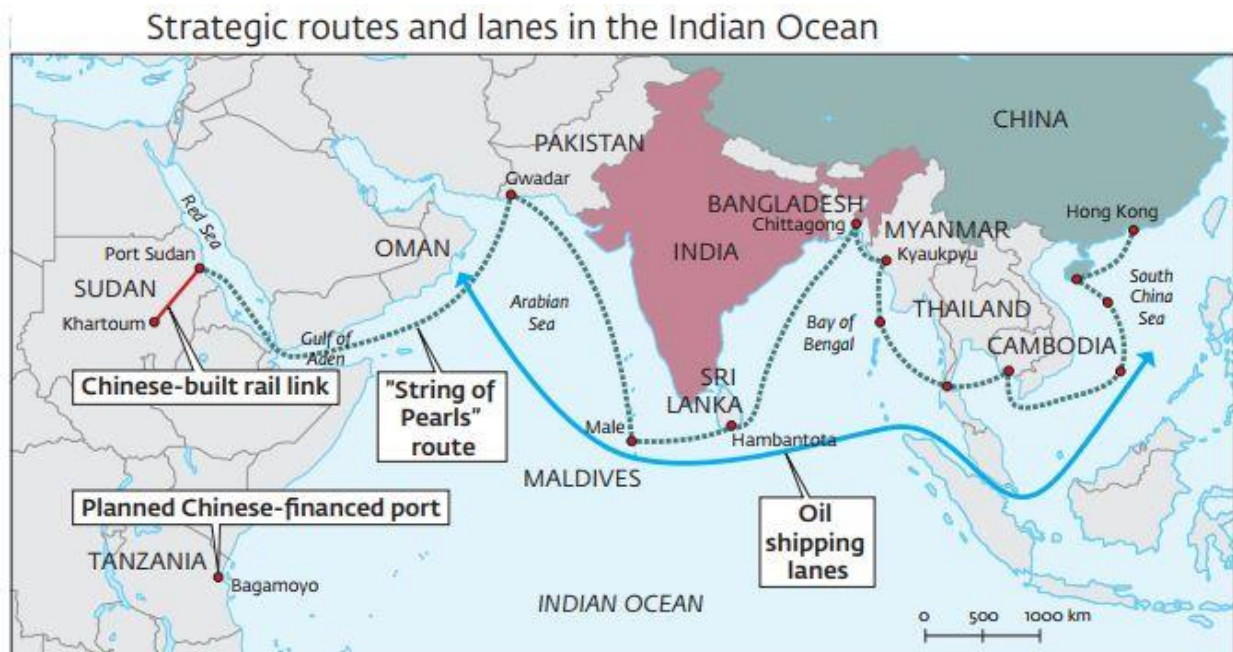 Strategic routes and lanes in the Indian Ocean
CHINA
PAKISTAN
Gwadar
BANGLADESH
Chittagong
Hong Kong
MYANMAR
Kyaukpyu
Red Sea
OMAN
INDIA
Port Sudan
SUDAN
Khartoum
Arabian
Sea
South
China
Sea
THAILAND
Bay of
Bengal
Gulf of
Aden
CAMBODIA
Chinese-built rail link
"String of
Pearls"
route
SRI
LANKA
Male
Hambantota
MALDIVES
Planned Chinese-financed port
Oil
shipping
lanes
TANZANIA
Bagamoyo
INDIAN OCEAN
0 500 1000 km